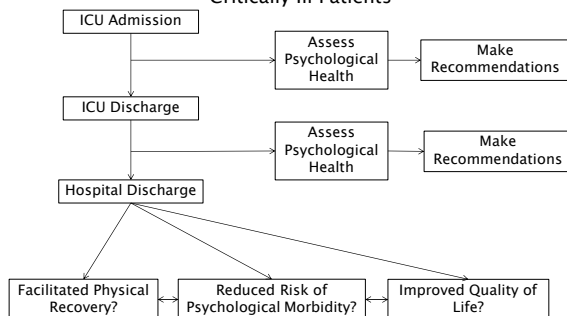 Critically Ill Patients
ICU Admission
Assess
Psychological
Health
Make
Recommendations
ICU Discharge
Assess
Psychological
Health
Make
Recommendations
Hospital Discharge
Facilitated Physical
Recovery?
Reduced Risk of
Psychological Morbidity?
Improved Quality of
Life?